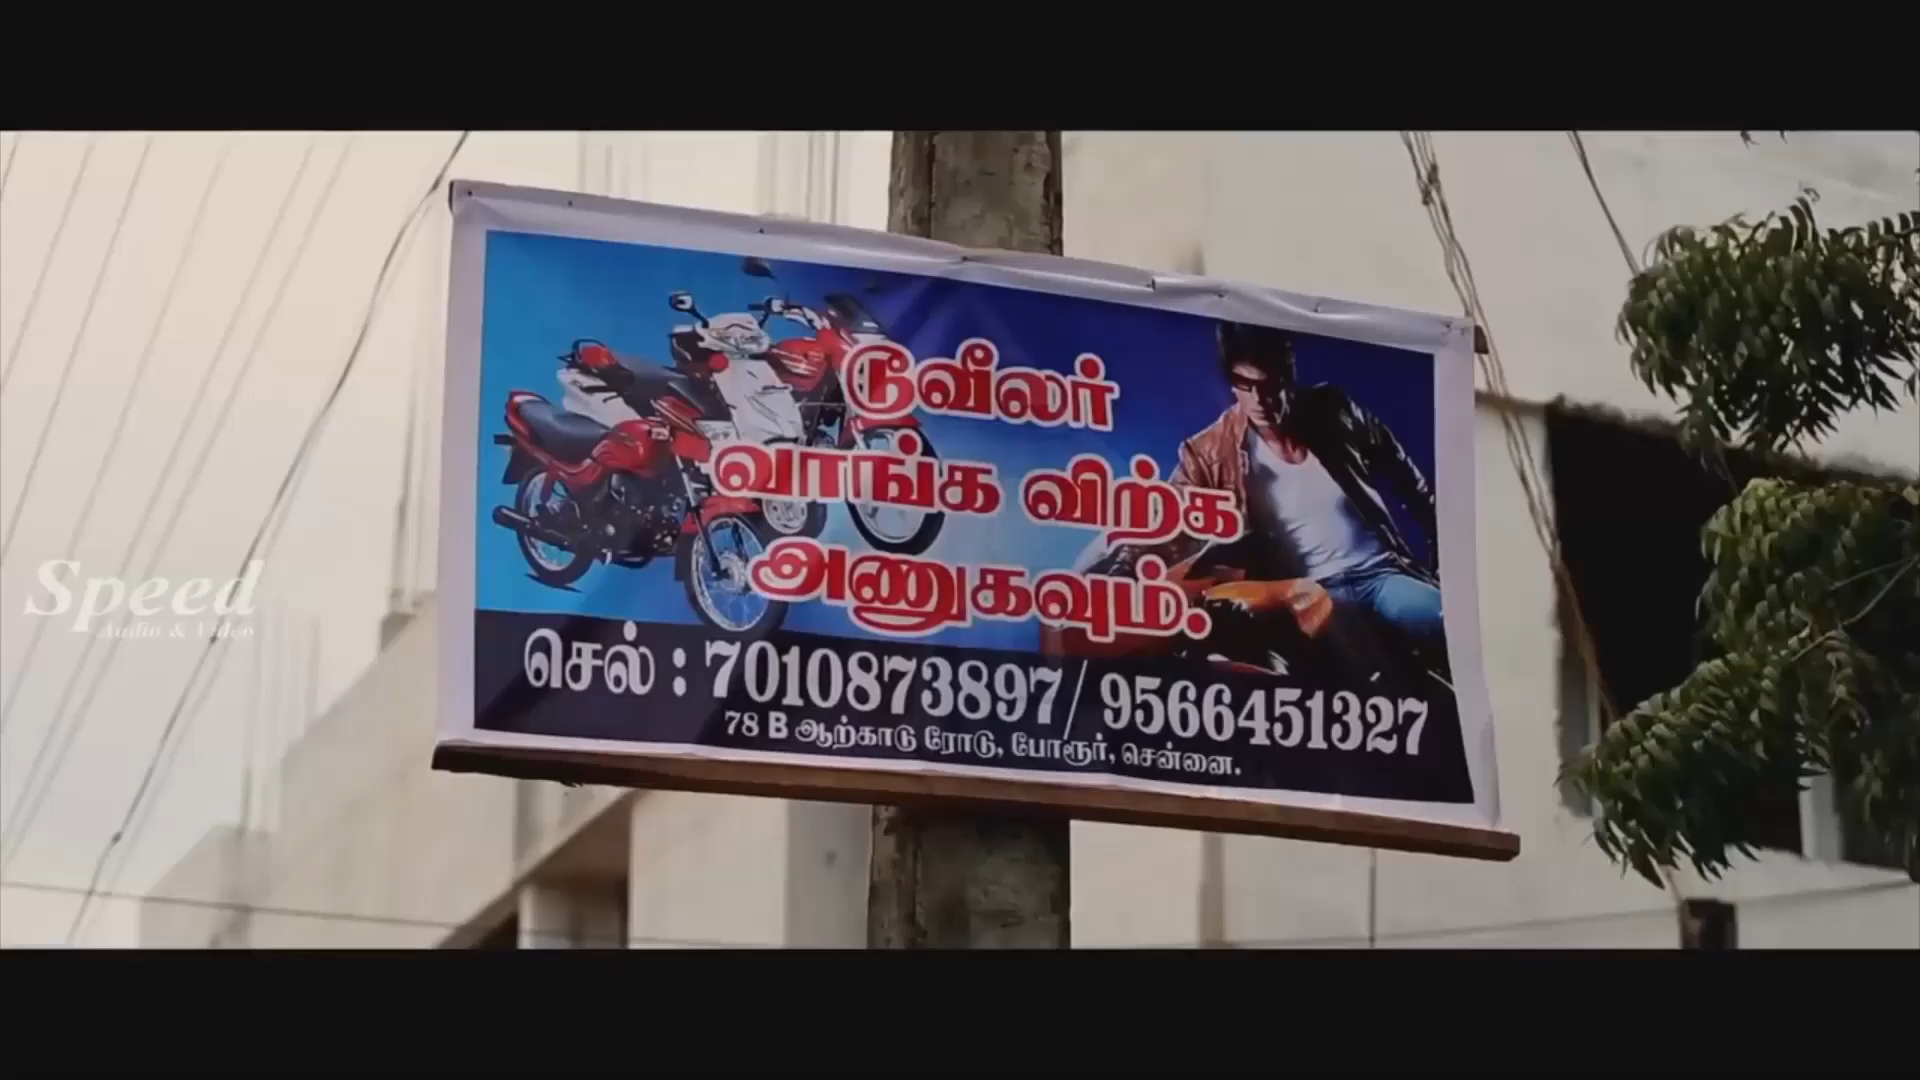 டூவீலர்
வாங்க விற்க
அணுகவும்.
செல் : 7010873897/ 9566451327
78 B ஆற்காடு ரோடு, போரூர், சென்னை.
Speed
Audio & Video